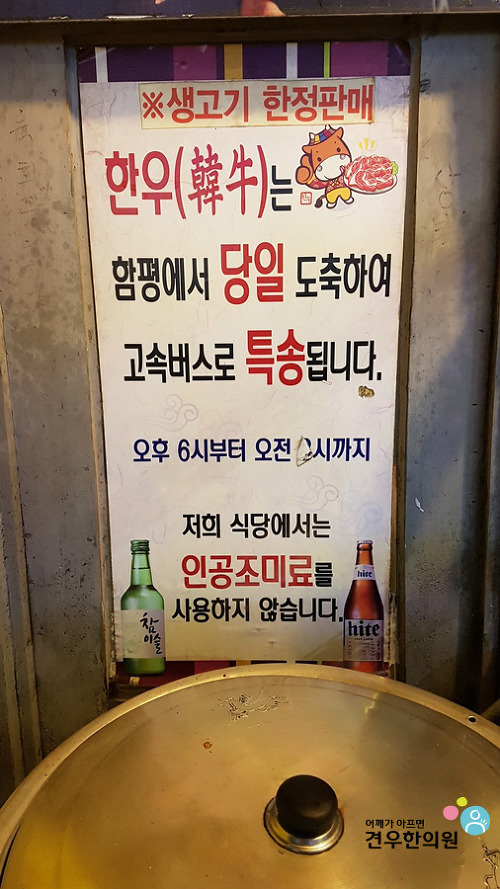 ※생고기 한정판매
한우(韓牛)는
함평에서 당일 도축하여
고속버스로 특송됩니다.
오후 6시부터 오전 시까지
저희 식당에서는
인공조미료를
사용하지 않습니다.
참이슬
hite
hite
어깨가 아프면
견우한의원